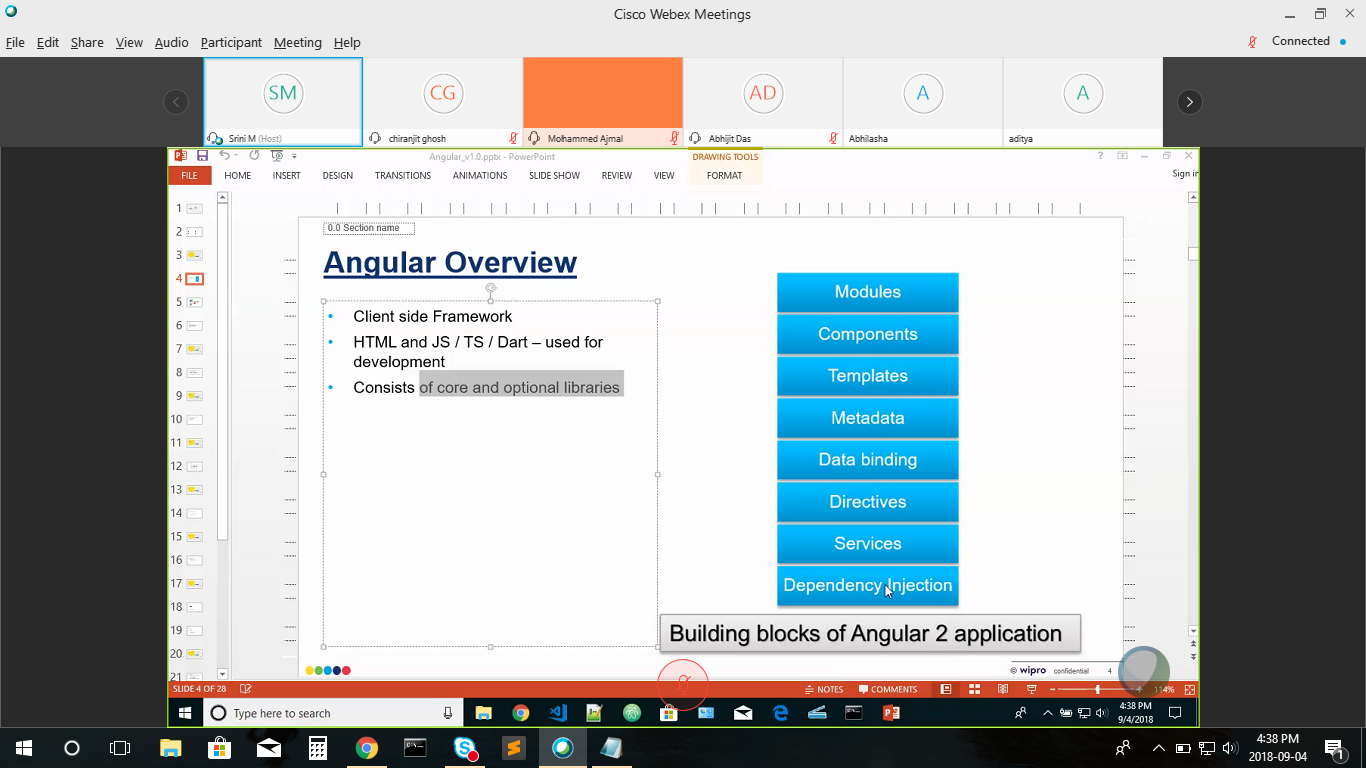 Cisco Webex Meetings
File Edit Share View Audio Participant Meeting Help
Connected
SM
CG
AD
A
A
Srini M (Host)
chiranjit ghosh
Mohammed Ajmal
Abhijit Das
Abhilasha
aditya
Angular_v1.0.pptx - PowerPoint
DRAWING TOOLS
FILE HOME INSERT DESIGN TRANSITIONS ANIMATIONS SLIDE SHOW REVIEW VIEW FORMAT
Sign in
1
2
3
4
5
6
7
8
9
10
11
12
13
14
15
16
17
18
19
20
21
0.0 Section name
Angular Overview
• Client side Framework
• HTML and JS / TS / Dart – used for
development
• Consists of core and optional libraries
Modules
Components
Templates
Metadata
Data binding
Directives
Services
Dependency Injection
Building blocks of Angular 2 application
© wipro confidential 4
SLIDE 4 OF 28
NOTES COMMENTS
114%
Type here to search
4:38 PM
9/4/2018
4:38 PM
2018-09-04
1